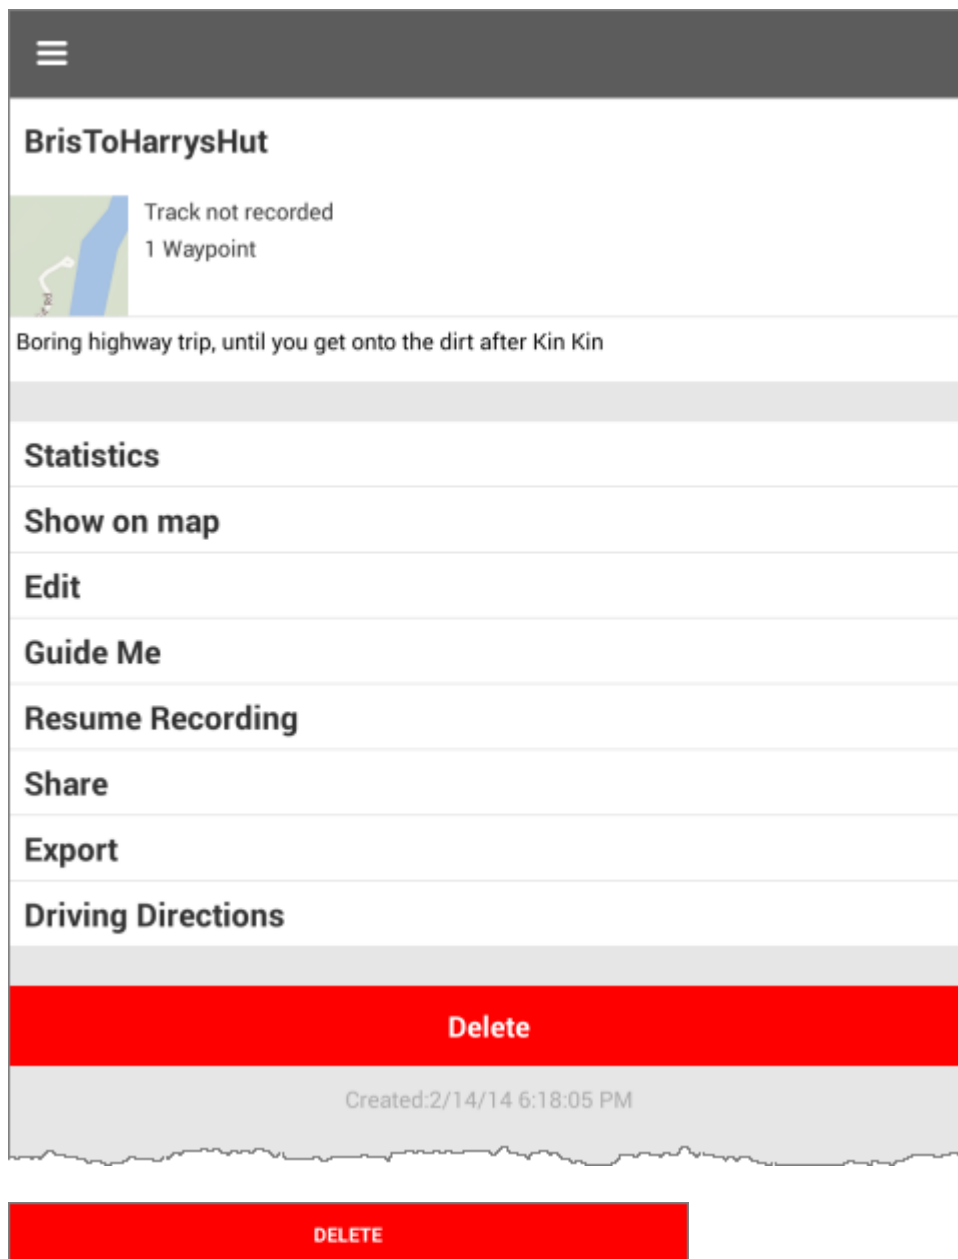 BrisToHarrysHut
Track not recorded
1 Waypoint
Boring highway trip, until you get onto the dirt after Kin Kin
Statistics
Show on map
Edit
Guide Me
Resume Recording
Share
Export
Driving Directions
Delete
Created:2/14/14 6:18:05 PM
DELETE